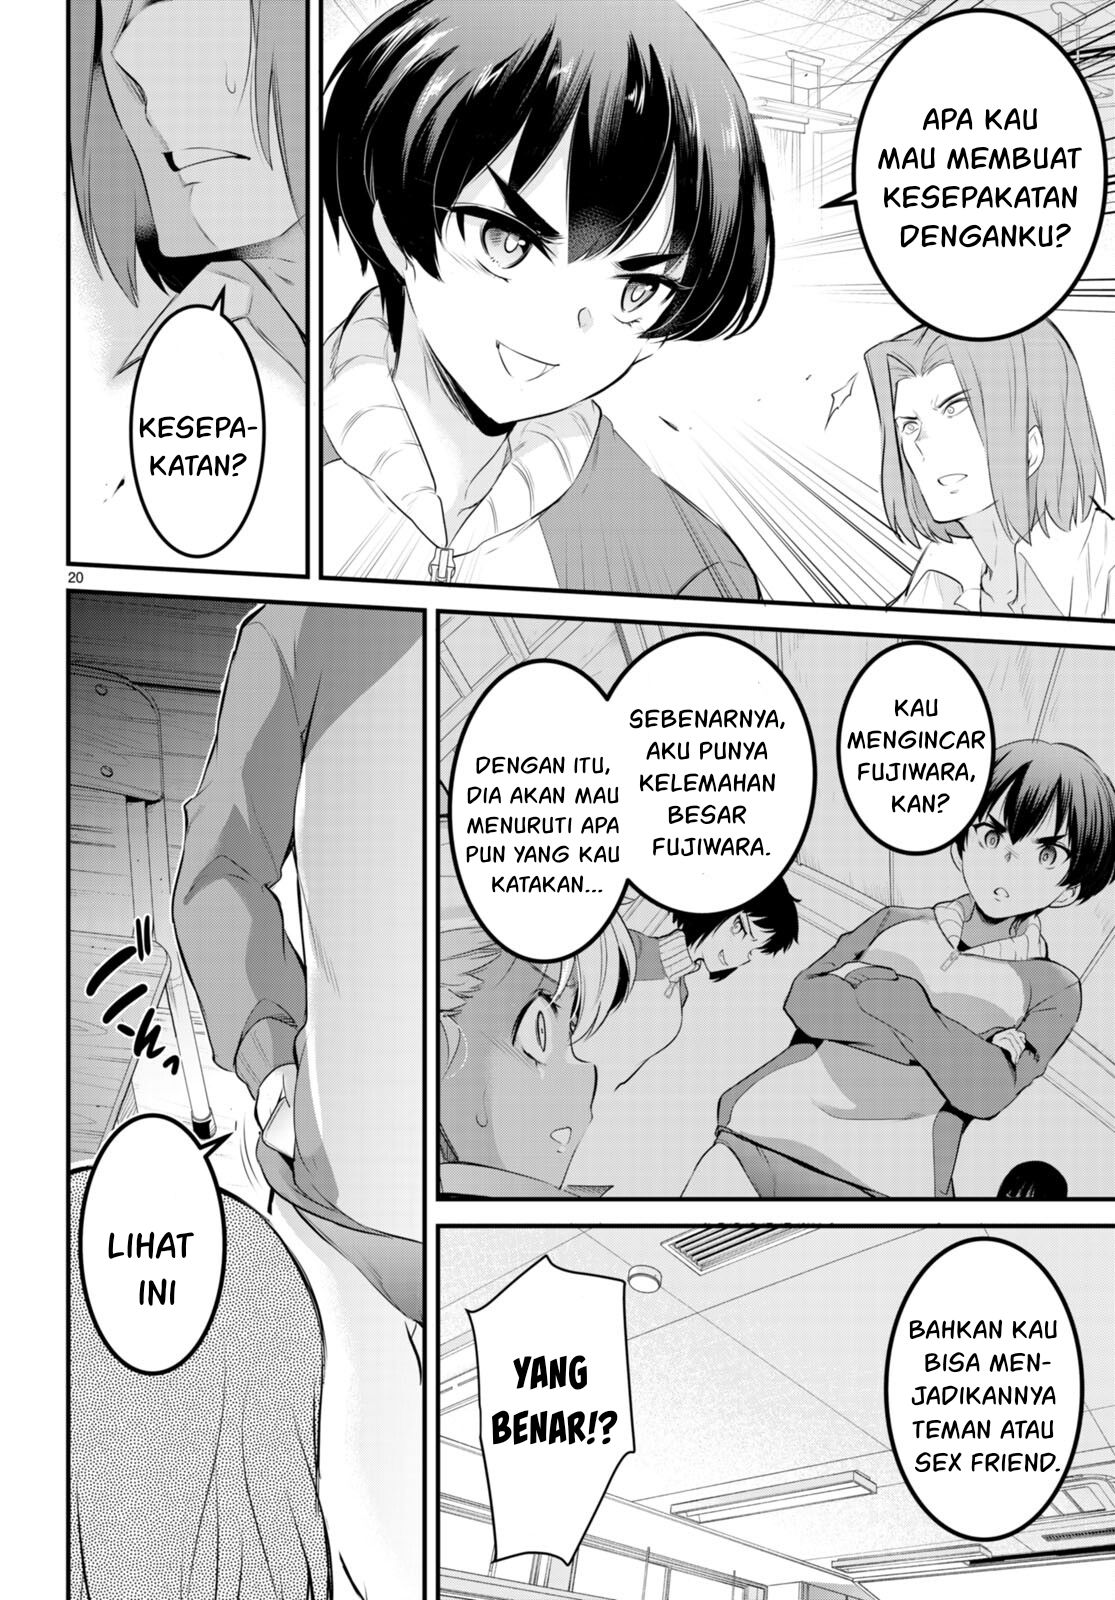 APA KAU
MAU MEMBUAT
KESEPAKATAN
DENGANKU?
KESEPA-
KATAN?
20
KAU
MENGINCAR
FUJIWARA,
KAN?
SEBENARNYA,
AKU PUNYA
KELEMAHAN
BESAR
FUJIWARA.
DENGAN ITU,
DIA AKAN MAU
MENURUTI APA
PUN YANG KAU
KATAKAN...
BAHKAN KAU
BISA MEN-
JADIKANNYA
TEMAN ATAU
SEX FRIEND.
YANG
BENAR!?
LIHAT
INI